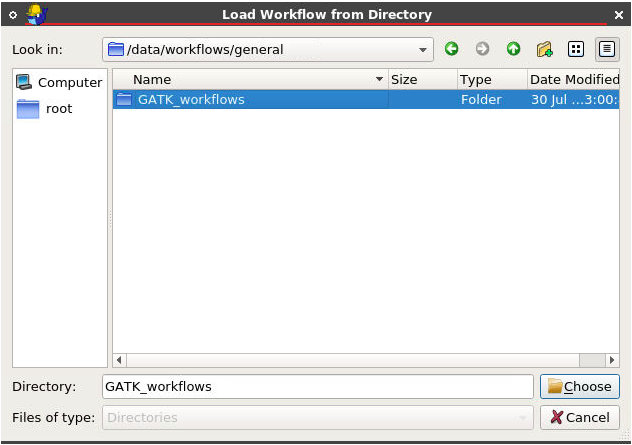 Load Workflow from Directory
Look in: /data/workflows/general
Computer
root
Name Size Type Date Modified
GATK_workflows Folder 30 Jul ...3:00:
Directory: GATK_workflows Choose
Files of type: Directories Cancel